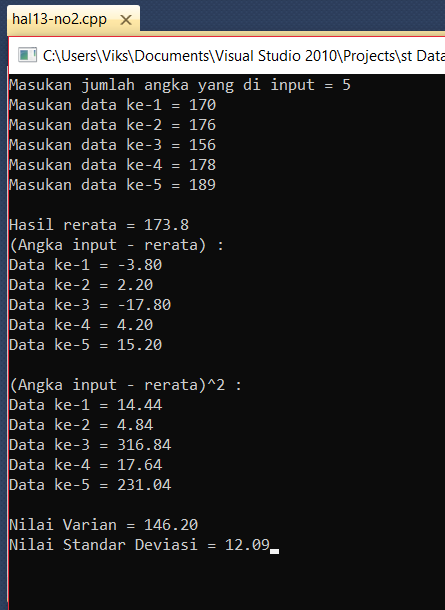 hal13-no2.cpp
C:\Users\Viks\Documents\Visual Studio 2010\Projects\st Data
Masukan jumlah angka yang di input = 5
Masukan data ke-1 = 170
Masukan data ke-2 = 176
Masukan data ke-3 = 156
Masukan data ke-4 = 178
Masukan data ke-5 = 189
Hasil rerata = 173.8
(Angka input - rerata) :
Data ke-1 = -3.80
Data ke-2 = 2.20
Data ke-3 = -17.80
Data ke-4 = 4.20
Data ke-5 = 15.20
(Angka input - rerata)^2 :
Data ke-1 = 14.44
Data ke-2 = 4.84
Data ke-3 = 316.84
Data ke-4 = 17.64
Data ke-5 = 231.04
Nilai Varian = 146.20
Nilai Standar Deviasi = 12.09